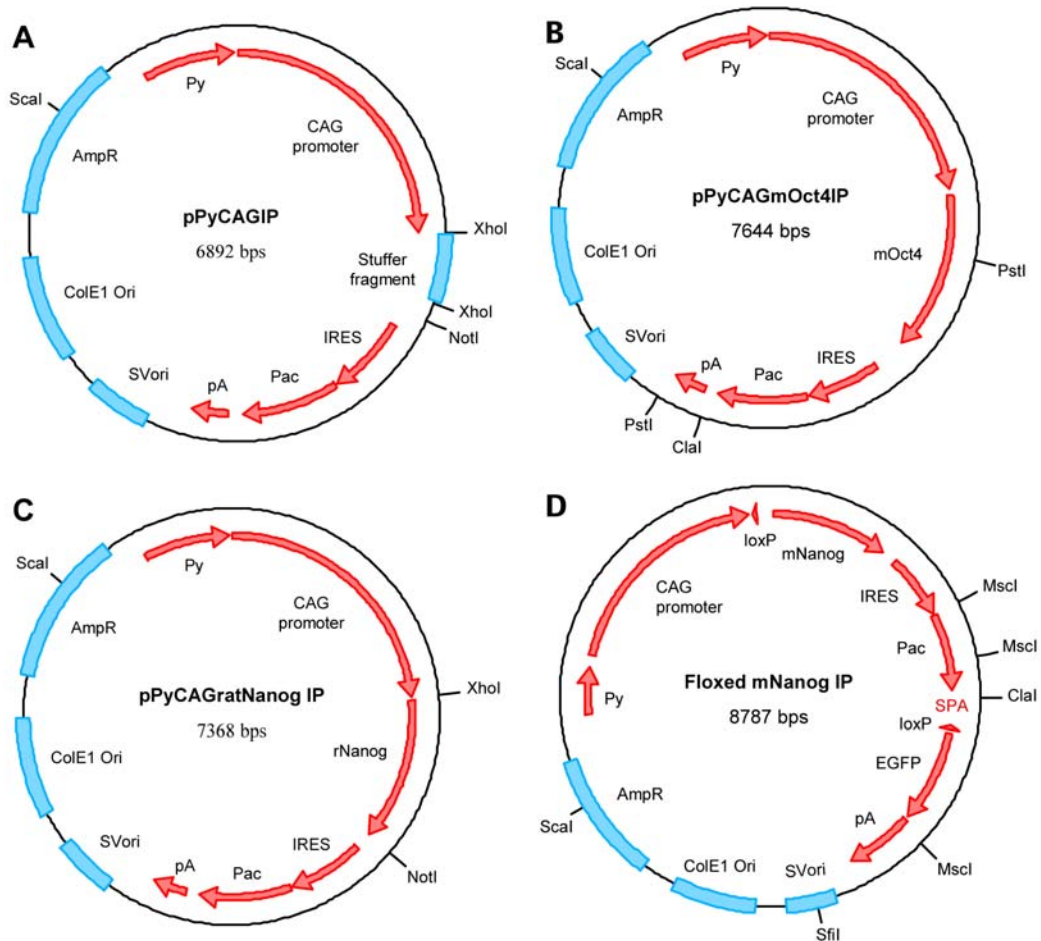 A
Py
ScaI
CAG
promoter
AmpR
pPyCAGIP
6892 bps
XhoI
Stuffer
fragment
ColE1 Ori
XhoI
NotI
IRES
SVori
Pac
pA
B
Py
ScaI
CAG
promoter
AmpR
pPyCAGmOct4IP
7644 bps
mOct4
ColE1 Ori
PstI
SVori
IRES
pA
Pac
PstI
ClaI
C
Py
ScaI
CAG
promoter
AmpR
pPyCAGratNanog IP
7368 bps
XhoI
rNanog
ColE1 Ori
SVori
IRES
pA
Pac
NotI
D
loxP
mNanog
CAG
promoter
IRES
MscI
Pac
MscI
Floxed mNanog IP
8787 bps
Py
SPA
ClaI
loxP
EGFP
AmpR
pA
ScaI
MscI
ColE1 Ori
SVori
SfiI